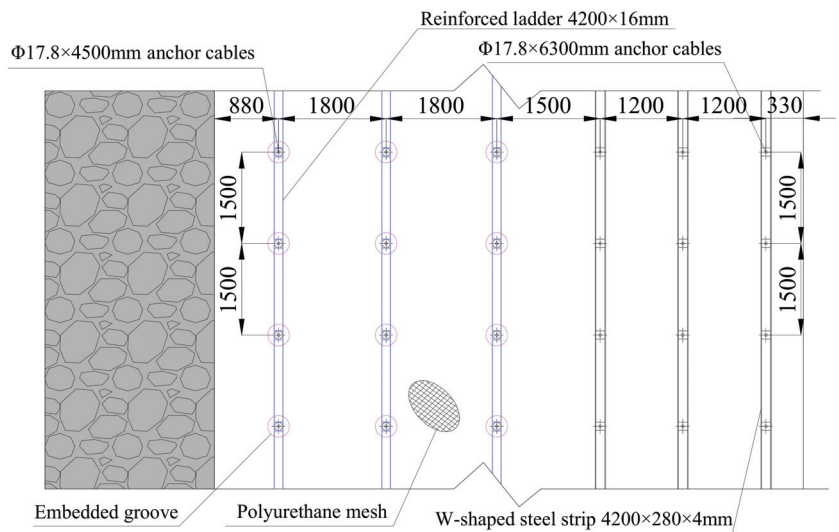 Reinforced ladder 4200×16mm
Φ17.8×4500mm anchor cables
Φ17.8×6300mm anchor cables
880 1800 1800 1500 1200 1200 330
1500 1500
1500 1500
Embedded groove
Polyurethane mesh
W-shaped steel strip 4200×280×4mm